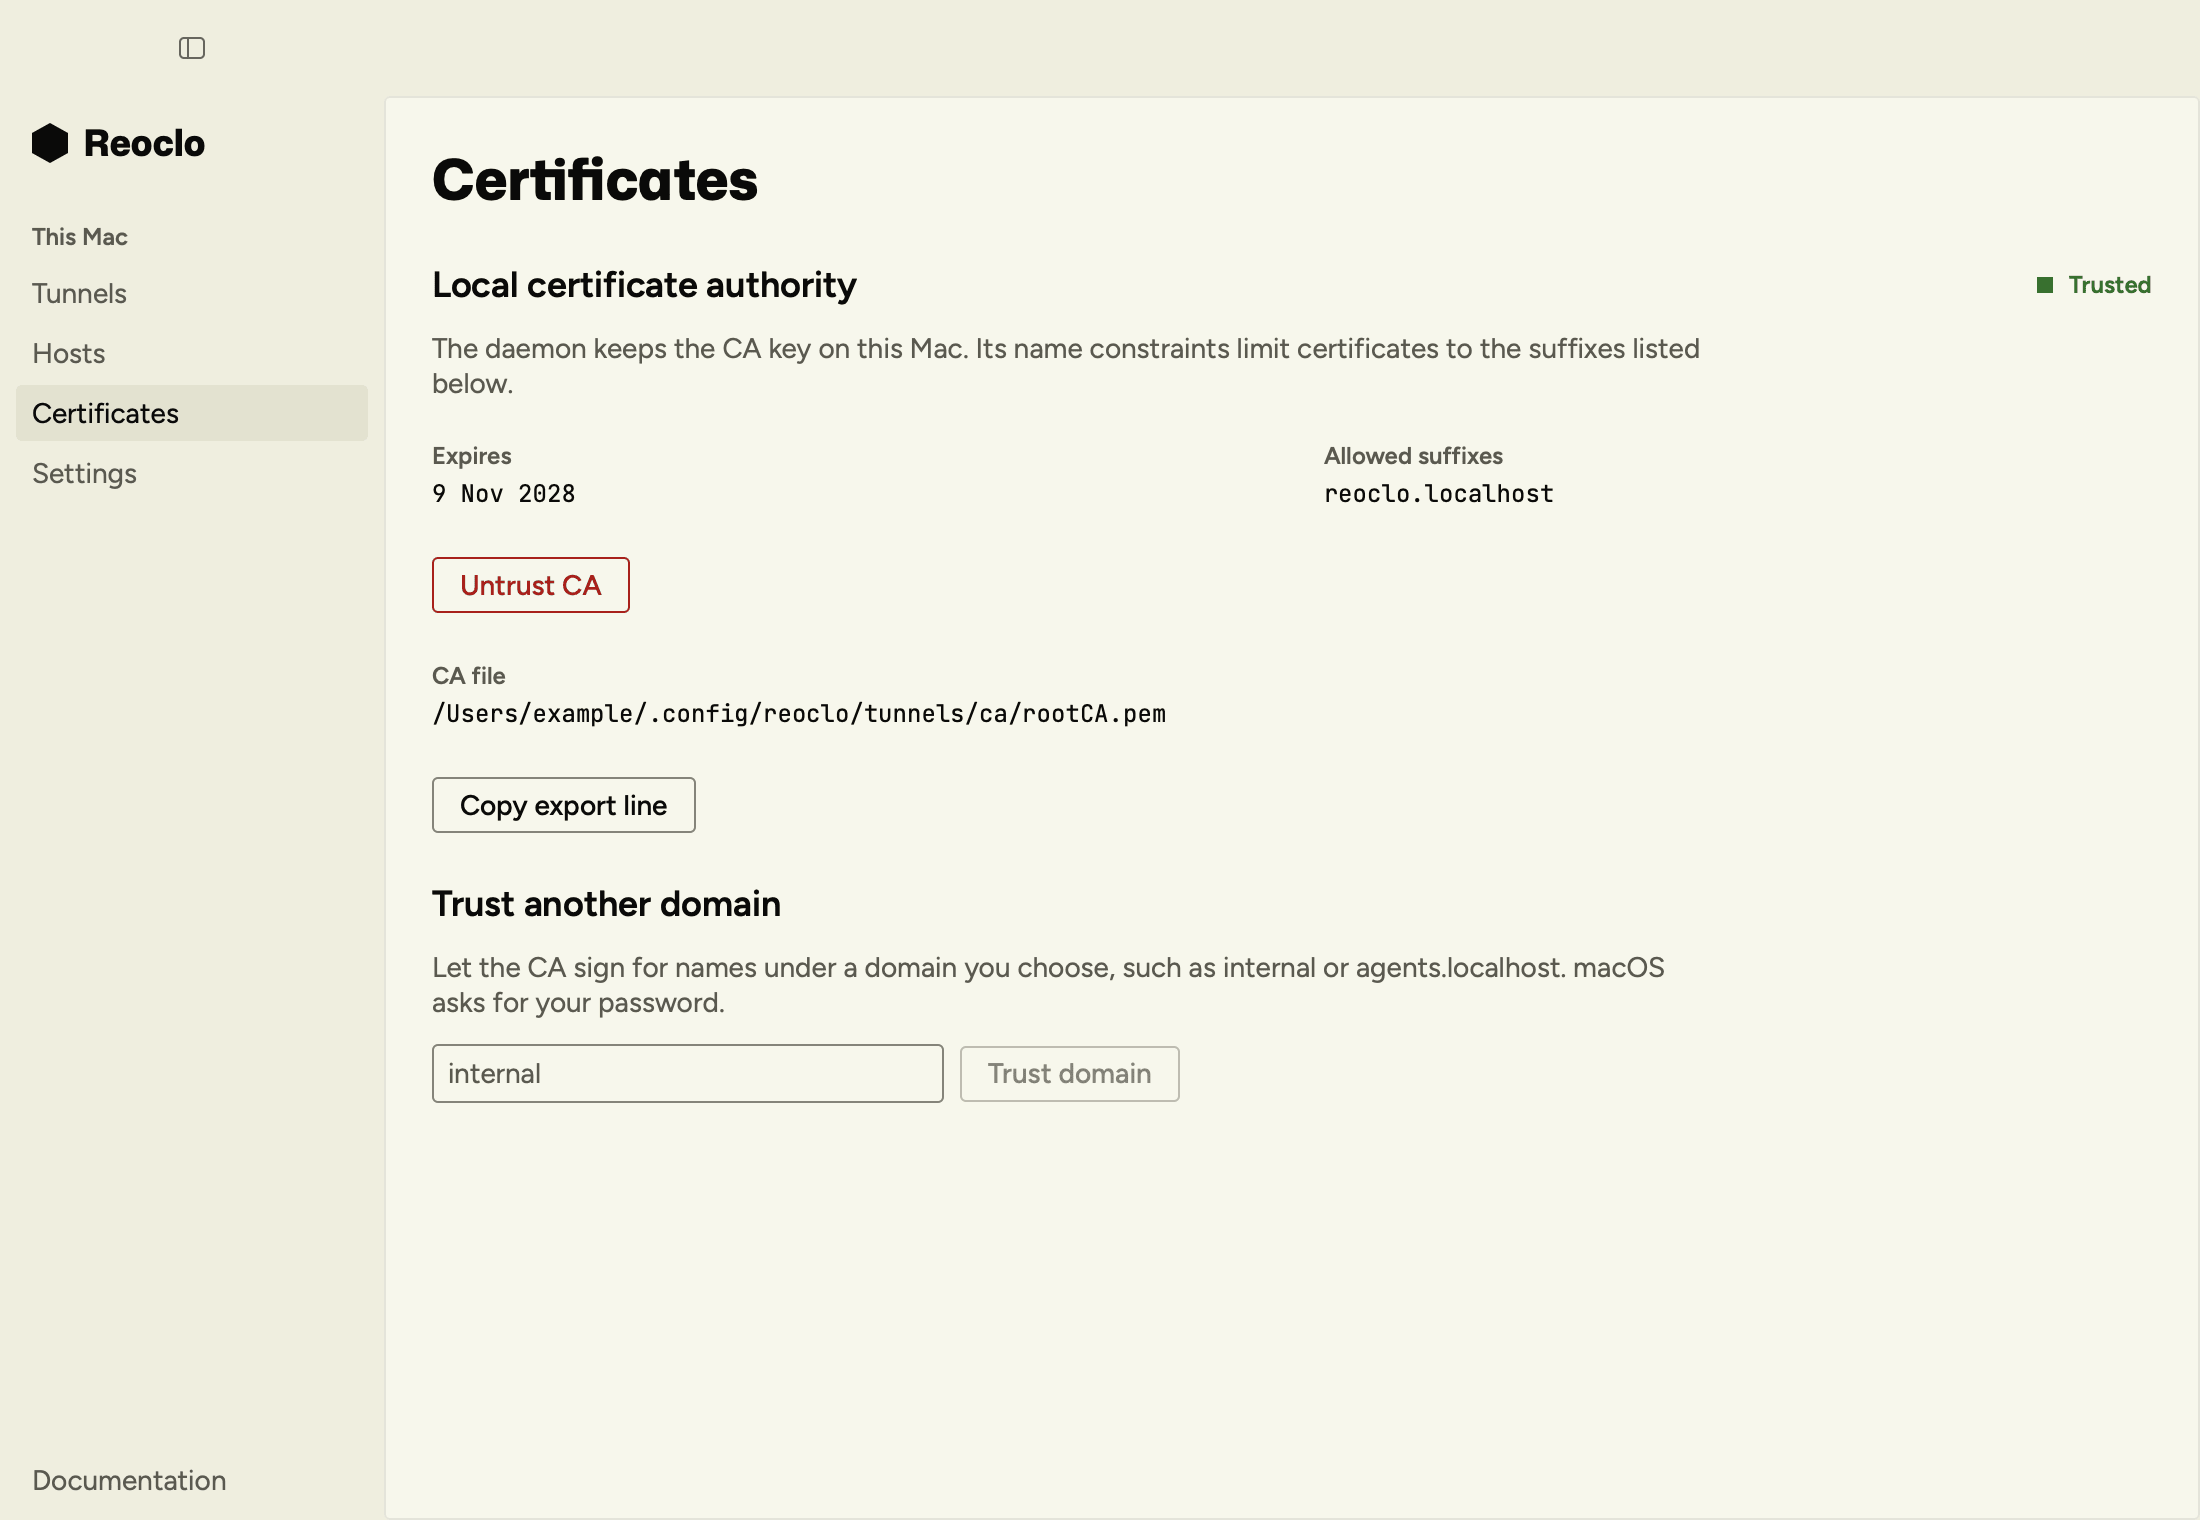 Reoclo
This Mac
Tunnels
Hosts
Certificates
Settings
Documentation
Certificates
Local certificate authority
Trusted
The daemon keeps the CA key on this Mac. Its name constraints limit certificates to the suffixes listed
below.
Expires
9 Nov 2028
Allowed suffixes
reoclo.localhost
Untrust CA
CA file
/Users/example/.config/reoclo/tunnels/ca/rootCA.pem
Copy export line
Trust another domain
Let the CA sign for names under a domain you choose, such as internal or agents.localhost. macOS
asks for your password.
internal
Trust domain